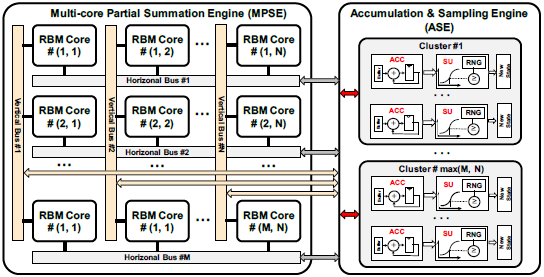 Multi-core Partial Summation Engine (MPSE)
RBM Core
# (1, 1)
RBM Core
# (1, 2)
...
RBM Core
# (1, N)
Horizonal Bus #1
RBM Core
# (2, 1)
RBM Core
# (2, 2)
...
RBM Core
# (2, N)
Horizonal Bus #2
Vertical Bus #1
Vertical Bus #2
Vertical Bus #N
...
...
...
RBM Core
# (1, 1)
RBM Core
# (1, 1)
...
RBM Core
# (M, N)
Horizonal Bus #M
Accumulation & Sampling Engine
(ASE)
Cluster #1
ACC
SU
RNG
New
State
...
ACC
SU
RNG
New
State
...
Cluster # max(M, N)
ACC
SU
RNG
New
State
...
ACC
SU
RNG
New
State